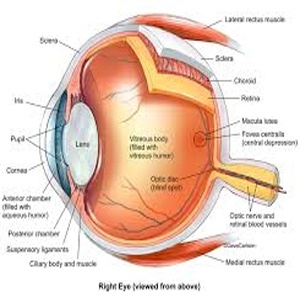 Lateral rectus muscle
Sclera
Sclera
Choroid
Retina
Iris
Macula lutea
Pupil
Fovea centralis
(central depression)
Lens
Vitreous body
(filled with
vitreous humor)
Cornea
Optic disc
(blind spot)
Anterior chamber
(filled with
aqueous humor)
Posterior chamber
Optic nerve and
retinal blood vessels
Suspensory ligaments
Ciliary body and muscle
Medial rectus muscle
Right Eye (viewed from above)